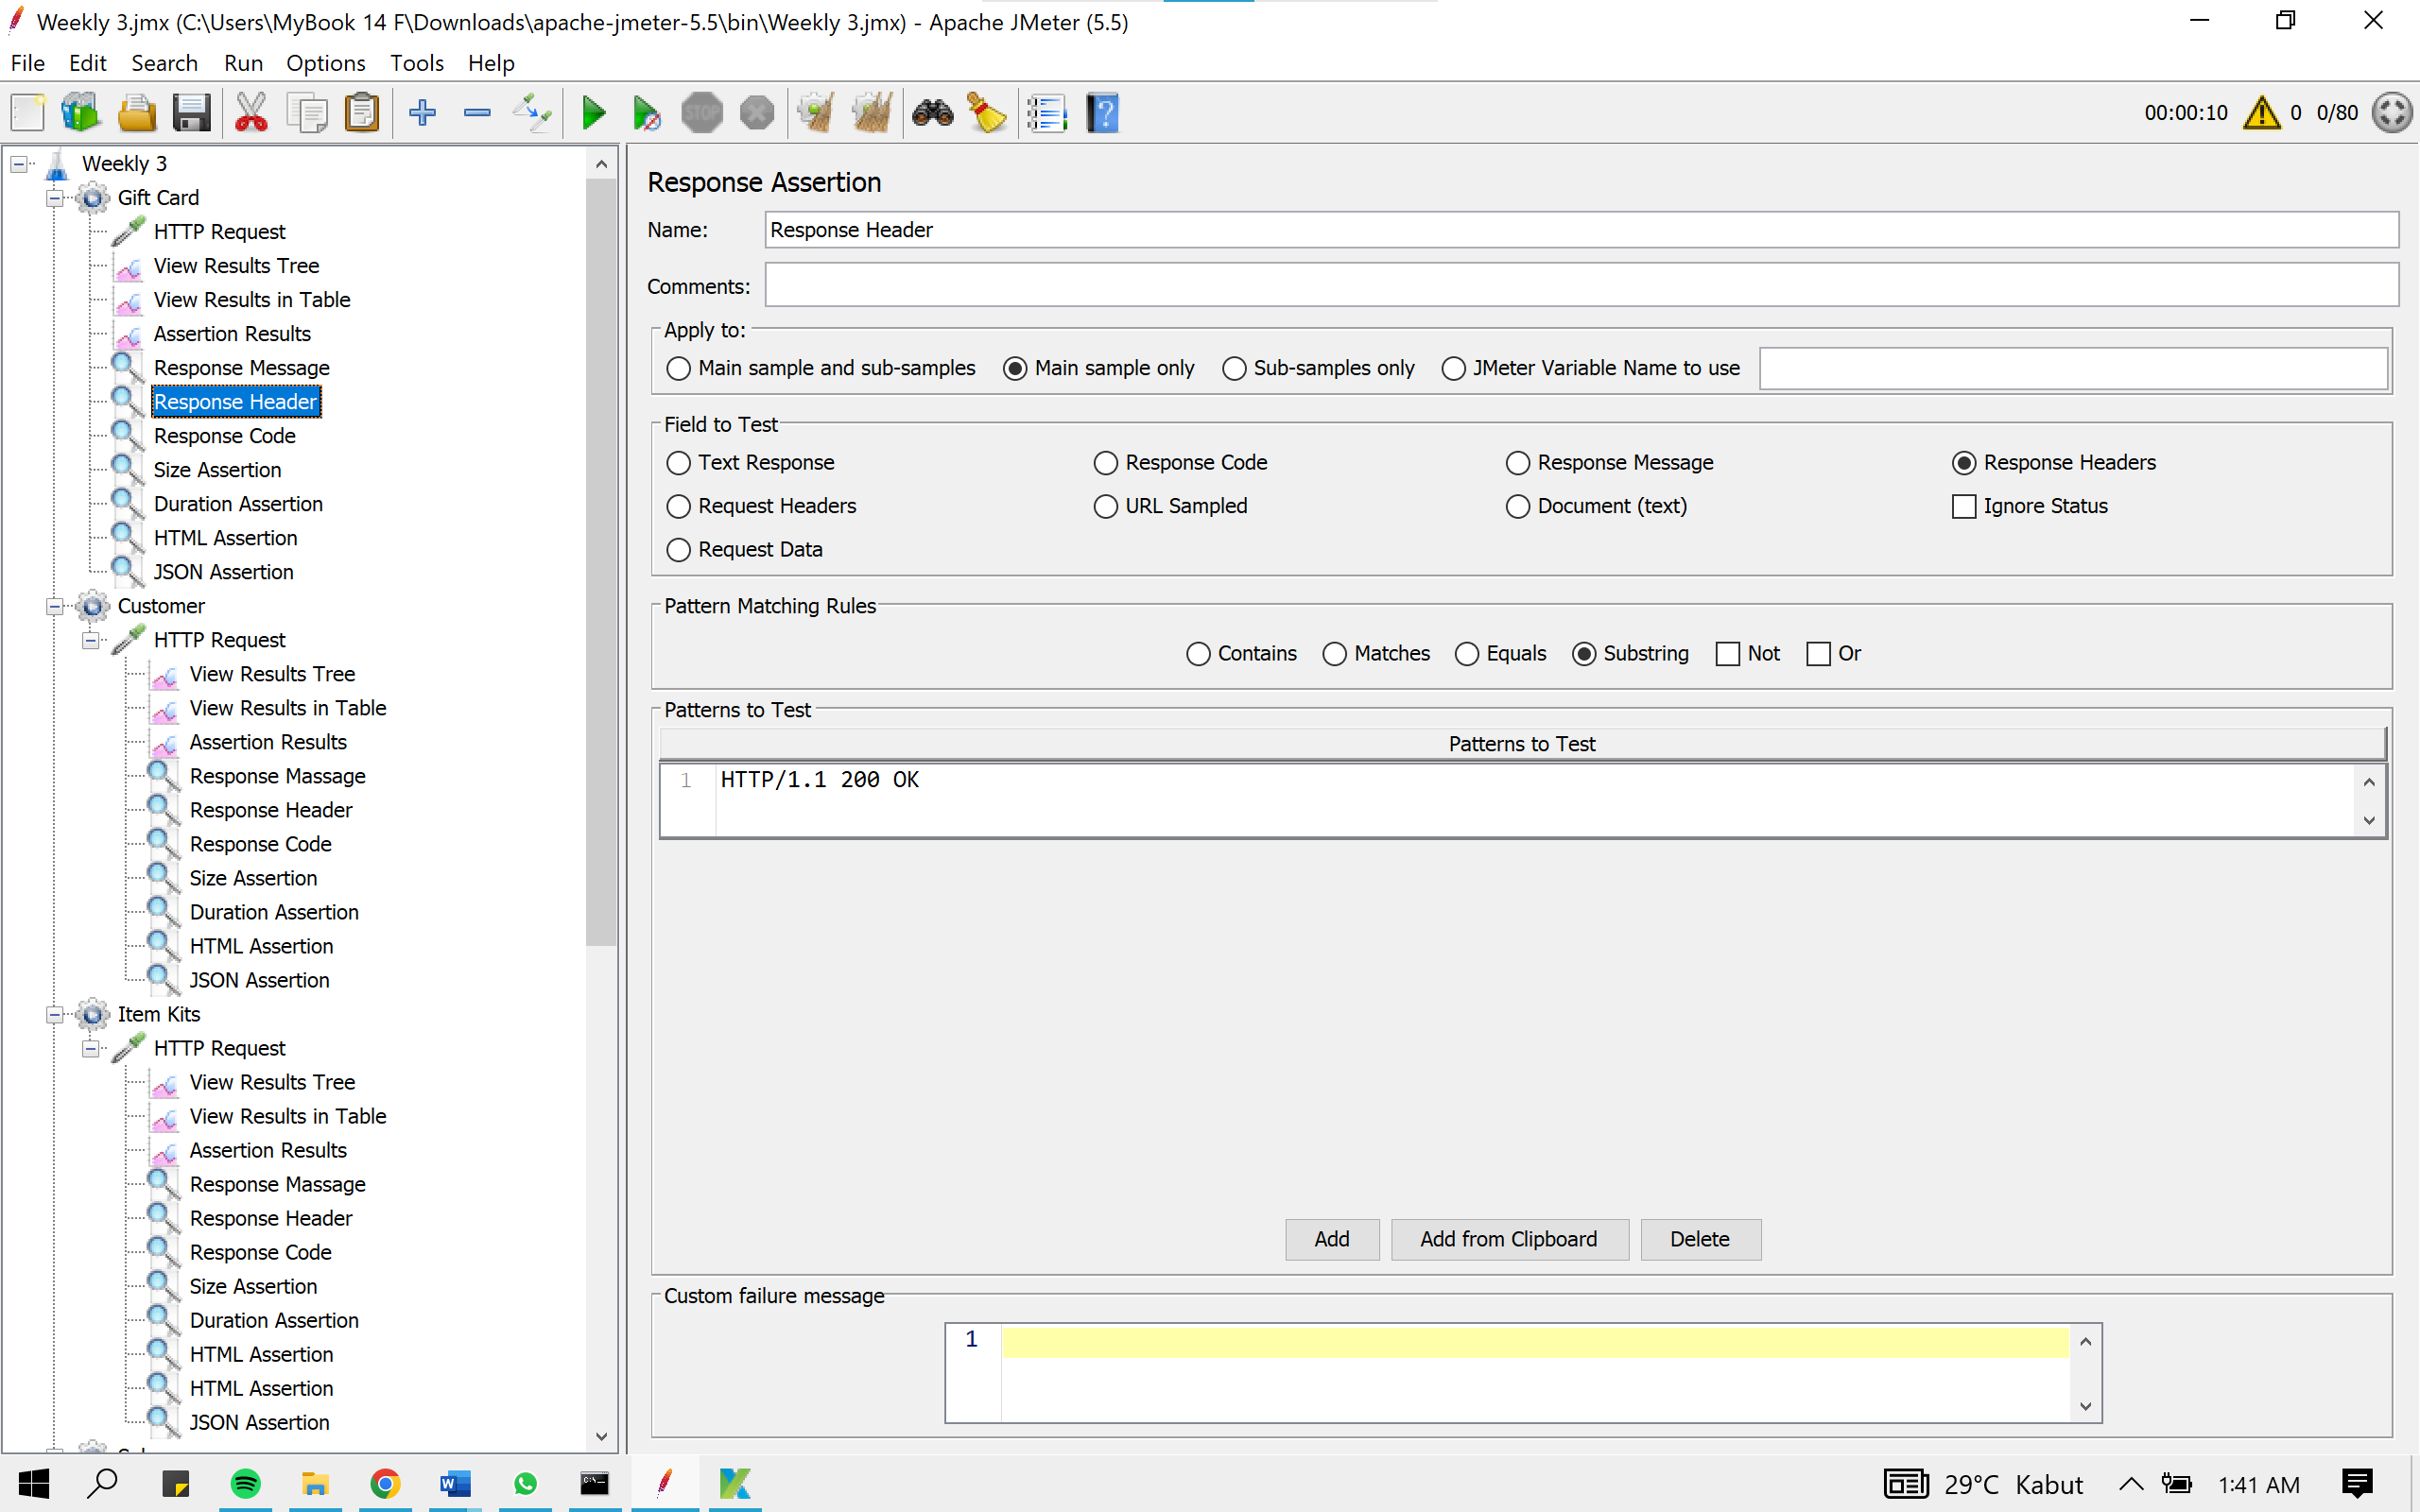 Weekly 3.jmx (C:\Users\MyBook 14 F\Downloads\apache-jmeter-5.5\bin\Weekly 3.jmx) - Apache JMeter (5.5)
File Edit Search Run Options Tools Help
STOP 00:00:10 0 0/80
Weekly 3
Gift Card
HTTP Request
View Results Tree
View Results in Table
Assertion Results
Response Message
Response Header
Response Code
Size Assertion
Duration Assertion
HTML Assertion
JSON Assertion
Customer
HTTP Request
View Results Tree
View Results in Table
Assertion Results
Response Massage
Response Header
Response Code
Size Assertion
Duration Assertion
HTML Assertion
JSON Assertion
Item Kits
HTTP Request
View Results Tree
View Results in Table
Assertion Results
Response Massage
Response Header
Response Code
Size Assertion
Duration Assertion
HTML Assertion
HTML Assertion
JSON Assertion
Response Assertion
Name: Response Header
Comments:
Apply to:
Main sample and sub-samples Main sample only Sub-samples only JMeter Variable Name to use
Field to Test
Text Response Response Code Response Message Response Headers
Request Headers URL Sampled Document (text) Ignore Status
Request Data
Pattern Matching Rules
Contains Matches Equals Substring Not Or
Patterns to Test
Patterns to Test
1 HTTP/1.1 200 OK
Add Add from Clipboard Delete
Custom failure message
1
29°C Kabut 1:41 AM